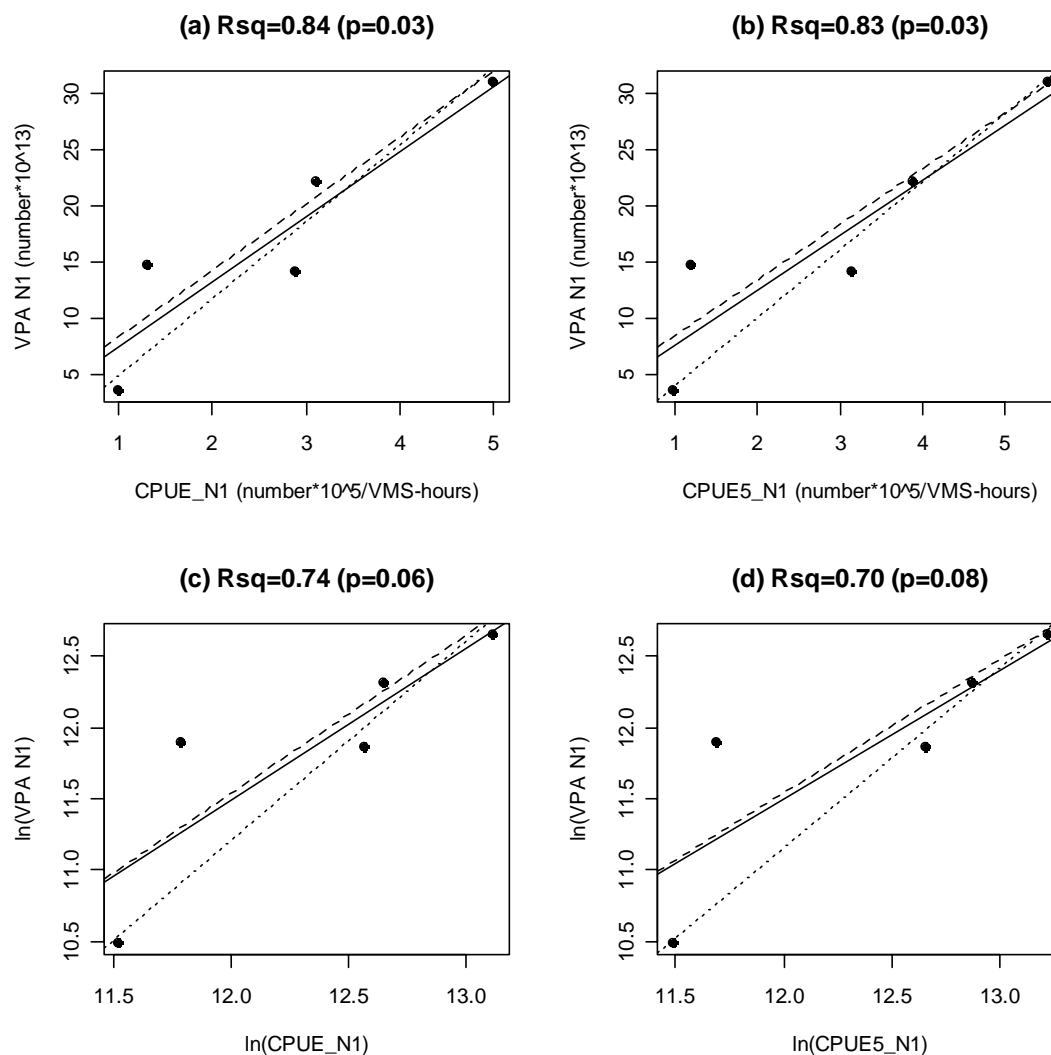 (a) Rsq=0.84 (p=0.03)
VPA N1 (number*10^13)
30
25
20
15
10
5
1 2 3 4 5
CPUE_N1 (number*10^5/VMS-hours)
(b) Rsq=0.83 (p=0.03)
VPA N1 (number*10^13)
30
25
20
15
10
5
1 2 3 4 5
CPUE5_N1 (number*10^5/VMS-hours)
(c) Rsq=0.74 (p=0.06)
ln(VPA N1)
12.5
12.0
11.5
11.0
10.5
11.5 12.0 12.5 13.0
ln(CPUE_N1)
(d) Rsq=0.70 (p=0.08)
ln(VPA N1)
12.5
12.0
11.5
11.0
10.5
11.5 12.0 12.5 13.0
ln(CPUE5_N1)